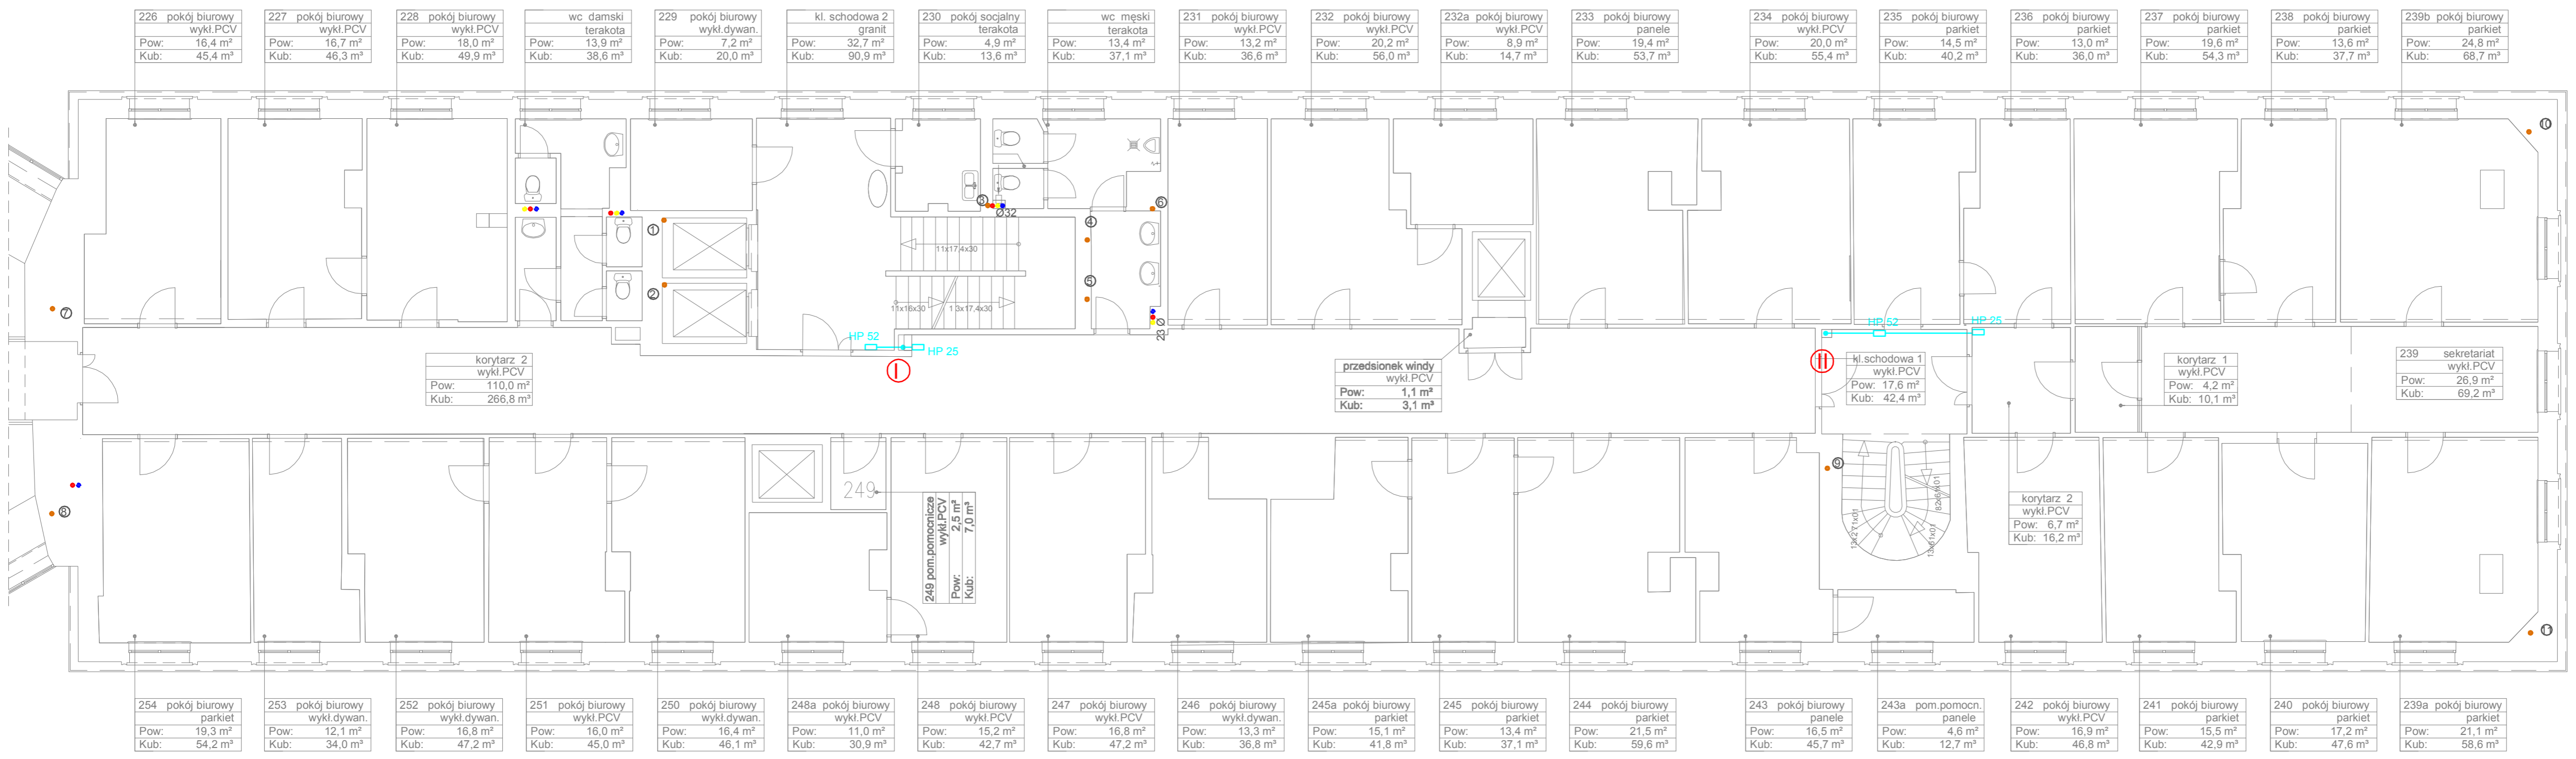 226 pokój biurowy
wykł.PCV
Pow: 16,4 m²
Kub: 45,4 m³
227 pokój biurowy
wykł.PCV
Pow: 16,7 m²
Kub: 46,3 m³
228 pokój biurowy
wykł.PCV
Pow: 18,0 m²
Kub: 49,9 m³
wc damski
terakota
Pow: 13,9 m²
Kub: 38,6 m³
229 pokój biurowy
wykł.dywan.
Pow: 7,2 m²
Kub: 20,0 m³
kl. schodowa 2
granit
Pow: 32,7 m²
Kub: 90,9 m³
230 pokój socjalny
terakota
Pow: 4,9 m²
Kub: 13,6 m³
wc męski
terakota
Pow: 13,4 m²
Kub: 37,1 m³
231 pokój biurowy
wykł.PCV
Pow: 13,2 m²
Kub: 36,6 m³
232 pokój biurowy
wykł.PCV
Pow: 20,2 m²
Kub: 56,0 m³
232a pokój biurowy
wykł.PCV
Pow: 8,9 m²
Kub: 14,7 m³
233 pokój biurowy
panele
Pow: 19,4 m²
Kub: 53,7 m³
234 pokój biurowy
wykł.PCV
Pow: 20,0 m²
Kub: 55,4 m³
235 pokój biurowy
parkiet
Pow: 14,5 m²
Kub: 40,2 m³
236 pokój biurowy
parkiet
Pow: 13,0 m²
Kub: 36,0 m³
237 pokój biurowy
parkiet
Pow: 19,6 m²
Kub: 54,3 m³
238 pokój biurowy
parkiet
Pow: 13,6 m²
Kub: 37,7 m³
239b pokój biurowy
parkiet
Pow: 24,8 m²
Kub: 68,7 m³
10
3
Ø32
6
4
1
11x17,4x30
5
2
11x16x30
13x17,4x30
7
Ø 32
HP 52
HP 25
I
HP 52
HP 25
II
korytarz 2
wykł.PCV
Pow: 110,0 m²
Kub: 266,8 m³
przedsionek windy
wykł.PCV
Pow: 1,1 m²
Kub: 3,1 m³
kl.schodowa 1
wykł.PCV
Pow: 17,6 m²
Kub: 42,4 m³
korytarz 1
wykł.PCV
Pow: 4,2 m²
Kub: 10,1 m³
239 sekretariat
wykł.PCV
Pow: 26,9 m²
Kub: 69,2 m³
9
8
249
249 pom.pomocnicze
wykł.PCV
Pow: 2,5 m²
Kub: 7,0 m³
korytarz 2
wykł.PCV
Pow: 6,7 m²
Kub: 16,2 m³
11
254 pokój biurowy
parkiet
Pow: 19,3 m²
Kub: 54,2 m³
253 pokój biurowy
wykł.dywan.
Pow: 12,1 m²
Kub: 34,0 m³
252 pokój biurowy
wykł.dywan.
Pow: 16,8 m²
Kub: 47,2 m³
251 pokój biurowy
wykł.PCV
Pow: 16,0 m²
Kub: 45,0 m³
250 pokój biurowy
wykł.dywan.
Pow: 16,4 m²
Kub: 46,1 m³
248a pokój biurowy
wykł.PCV
Pow: 11,0 m²
Kub: 30,9 m³
248 pokój biurowy
wykł.PCV
Pow: 15,2 m²
Kub: 42,7 m³
247 pokój biurowy
wykł.PCV
Pow: 16,8 m²
Kub: 47,2 m³
246 pokój biurowy
wykł.dywan.
Pow: 13,3 m²
Kub: 36,8 m³
245a pokój biurowy
parkiet
Pow: 15,1 m²
Kub: 41,8 m³
245 pokój biurowy
parkiet
Pow: 13,4 m²
Kub: 37,1 m³
244 pokój biurowy
parkiet
Pow: 21,5 m²
Kub: 59,6 m³
243 pokój biurowy
panele
Pow: 16,5 m²
Kub: 45,7 m³
243a pom.pomocn.
panele
Pow: 4,6 m²
Kub: 12,7 m³
242 pokój biurowy
wykł.PCV
Pow: 16,9 m²
Kub: 46,8 m³
241 pokój biurowy
parkiet
Pow: 15,5 m²
Kub: 42,9 m³
240 pokój biurowy
parkiet
Pow: 17,2 m²
Kub: 47,6 m³
239a pokój biurowy
parkiet
Pow: 21,1 m²
Kub: 58,6 m³